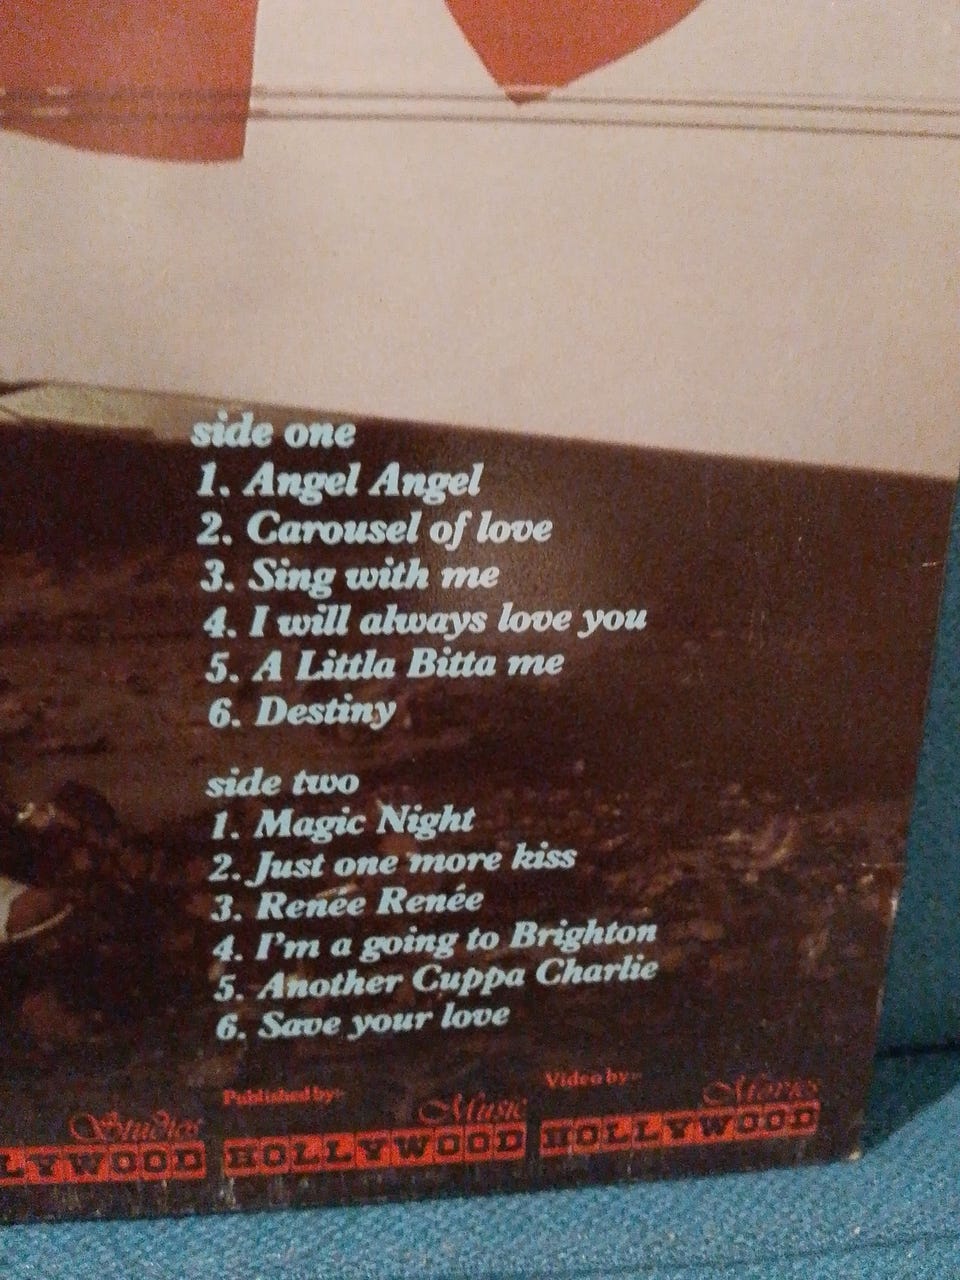 side one
1. Angel Angel
2. Carousel of love
3. Sing with me
4. I will always love you
5. A Littla Bitta me
6. Destiny
side two
1. Magic Night
2. Just one more kiss
3. Renée Renée
4. I'm a going to Brighton
5. Another Cuppa Charlie
6. Save your love
Studios
LYWOOD
Published by:-
Music
HOLLYWOOD
Video by:-
Movies
HOLLYWOOD